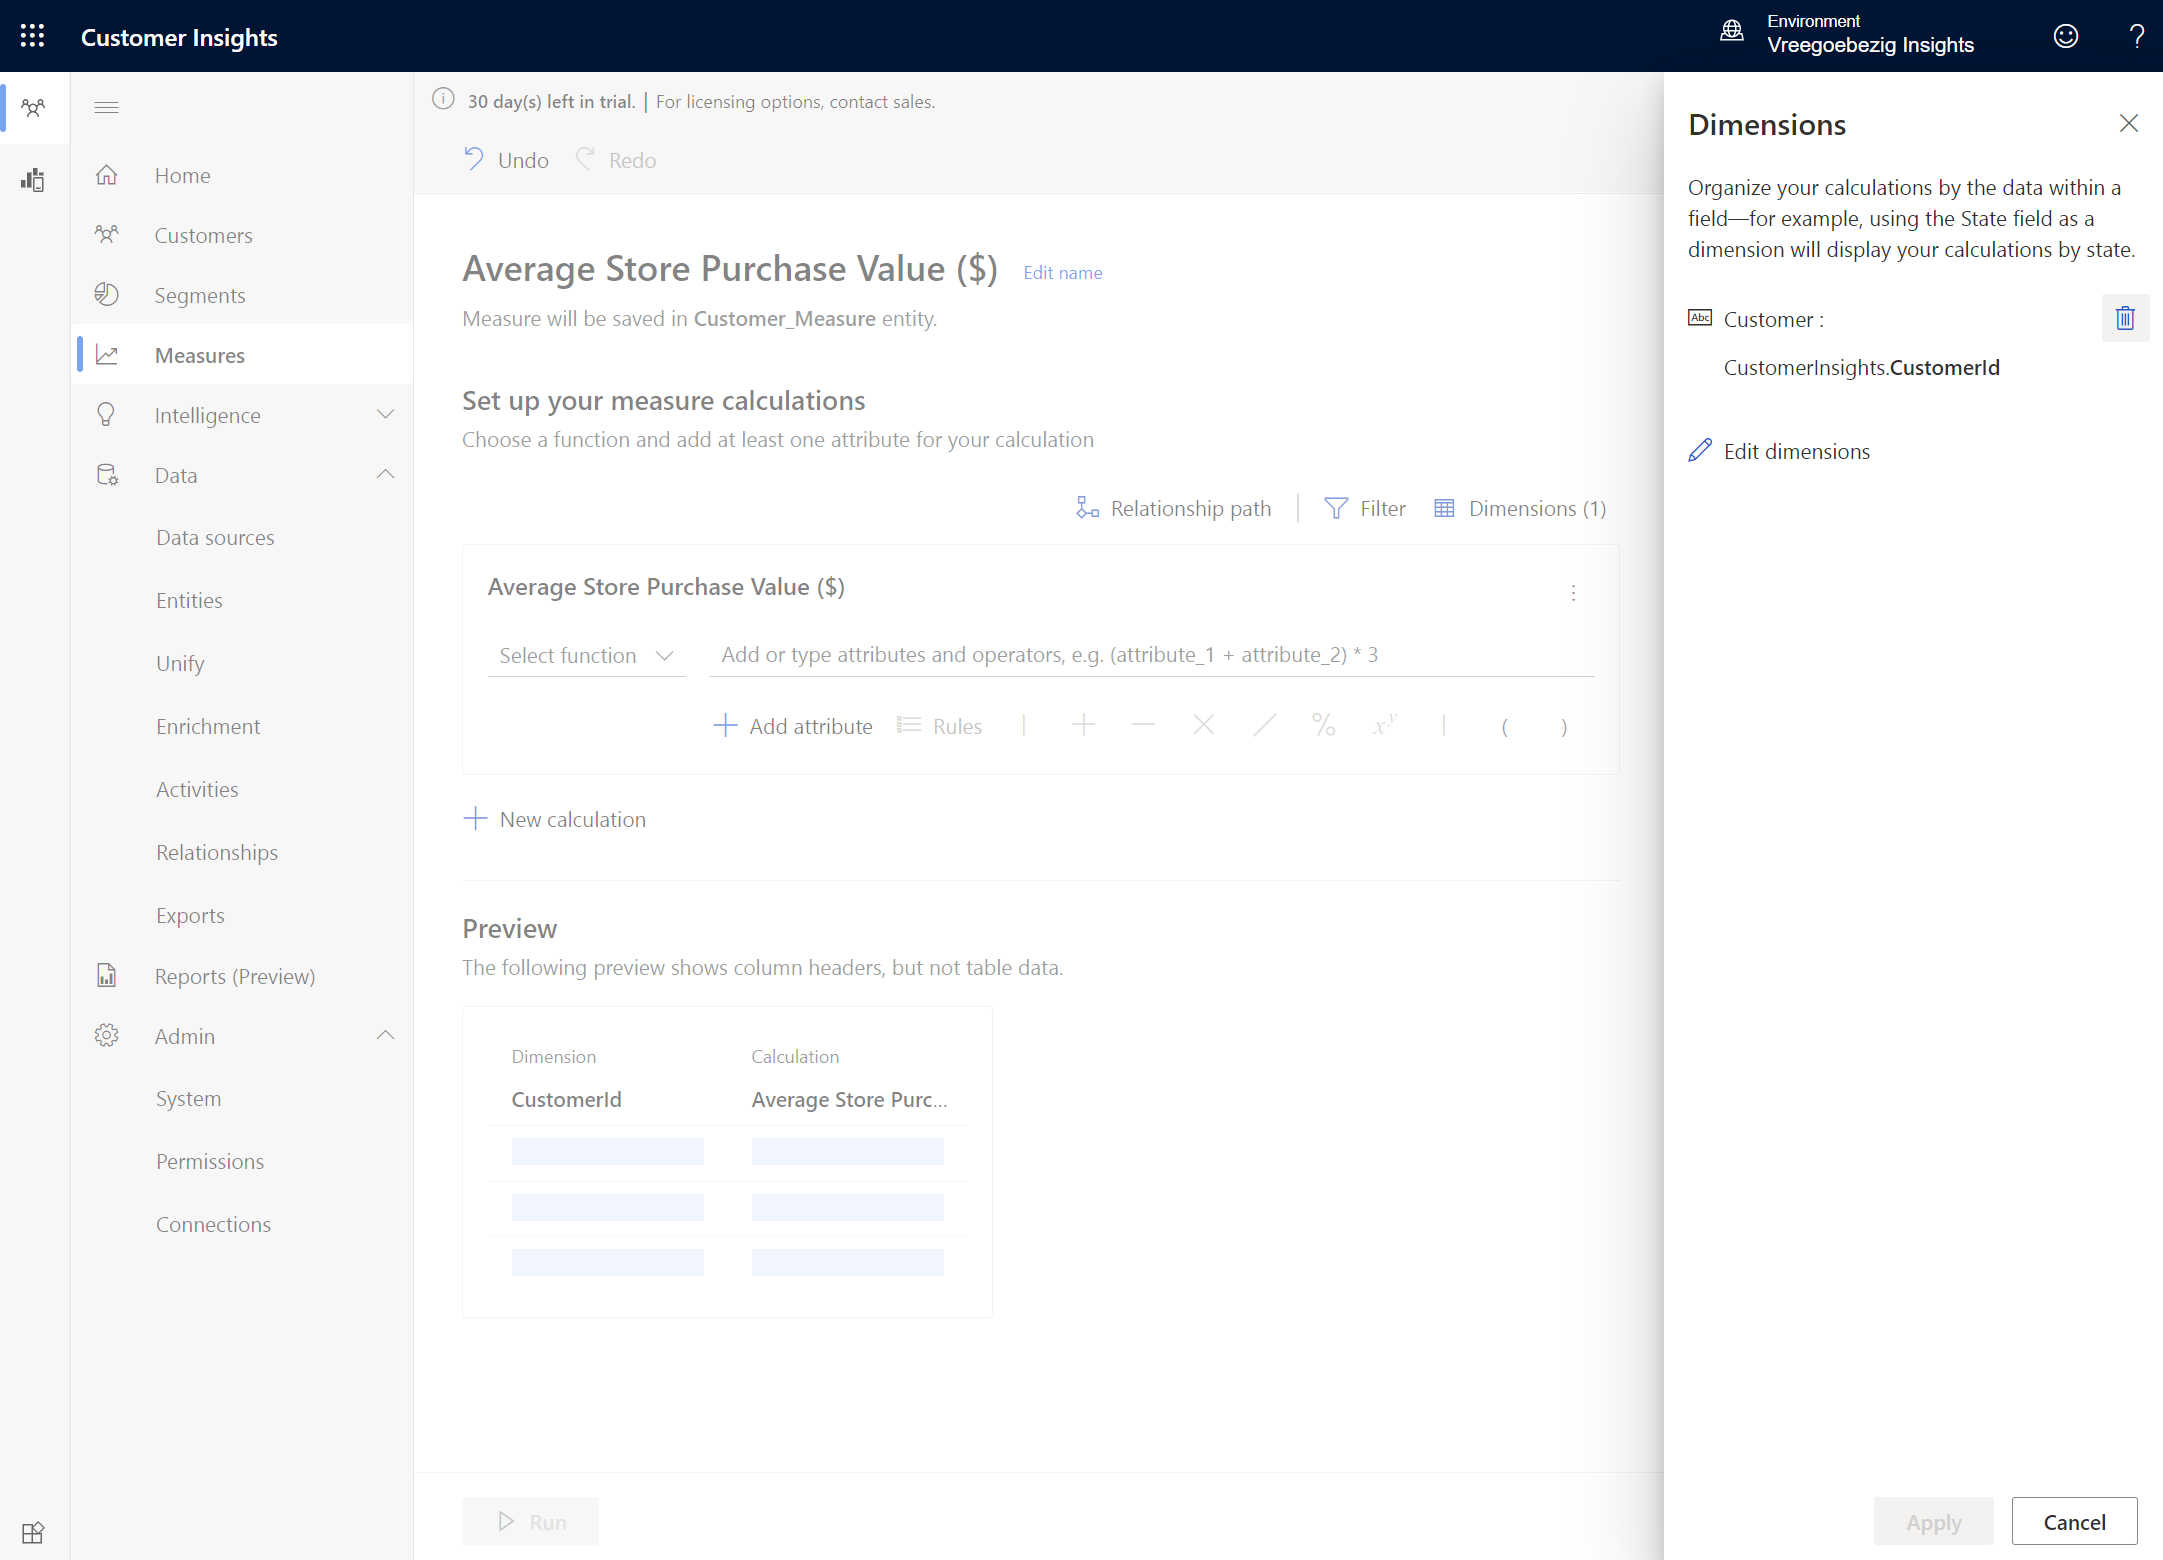 Customer Insights
Environment
Vreegoebezig Insights
?
30 day(s) left in trial. | For licensing options, contact sales.
Undo
Redo
Home
Customers
Segments
Measures
Intelligence
Data
Data sources
Entities
Unify
Enrichment
Activities
Relationships
Exports
Reports (Preview)
Admin
System
Permissions
Connections
Average Store Purchase Value ($)
Edit name
Measure will be saved in Customer_Measure entity.
Set up your measure calculations
Choose a function and add at least one attribute for your calculation
Relationship path
Filter
Dimensions (1)
Average Store Purchase Value ($)
Select function
Add or type attributes and operators, e.g. (attribute_1 + attribute_2) * 3
Add attribute
Rules
% x^y ( )
New calculation
Preview
The following preview shows column headers, but not table data.
Dimension Calculation
CustomerId Average Store Purc...
Run
Dimensions
Organize your calculations by the data within a
field—for example, using the State field as a
dimension will display your calculations by state.
Abc Customer :
CustomerInsights.CustomerId
Edit dimensions
Apply
Cancel